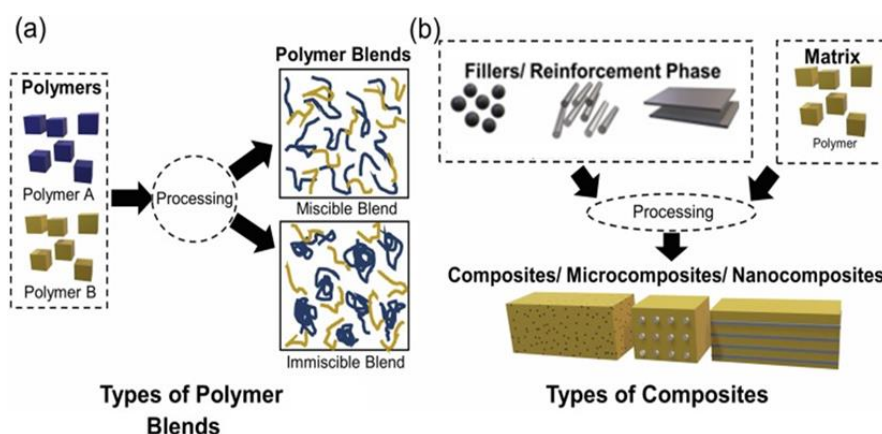 (a)
Polymers
Polymer A
Polymer B
Processing
Polymer Blends
Miscible Blend
Immiscible Blend
Types of Polymer
Blends
(b)
Fillers/ Reinforcement Phase
Matrix
Polymer
Processing
Composites/ Microcomposites/ Nanocomposites
Types of Composites